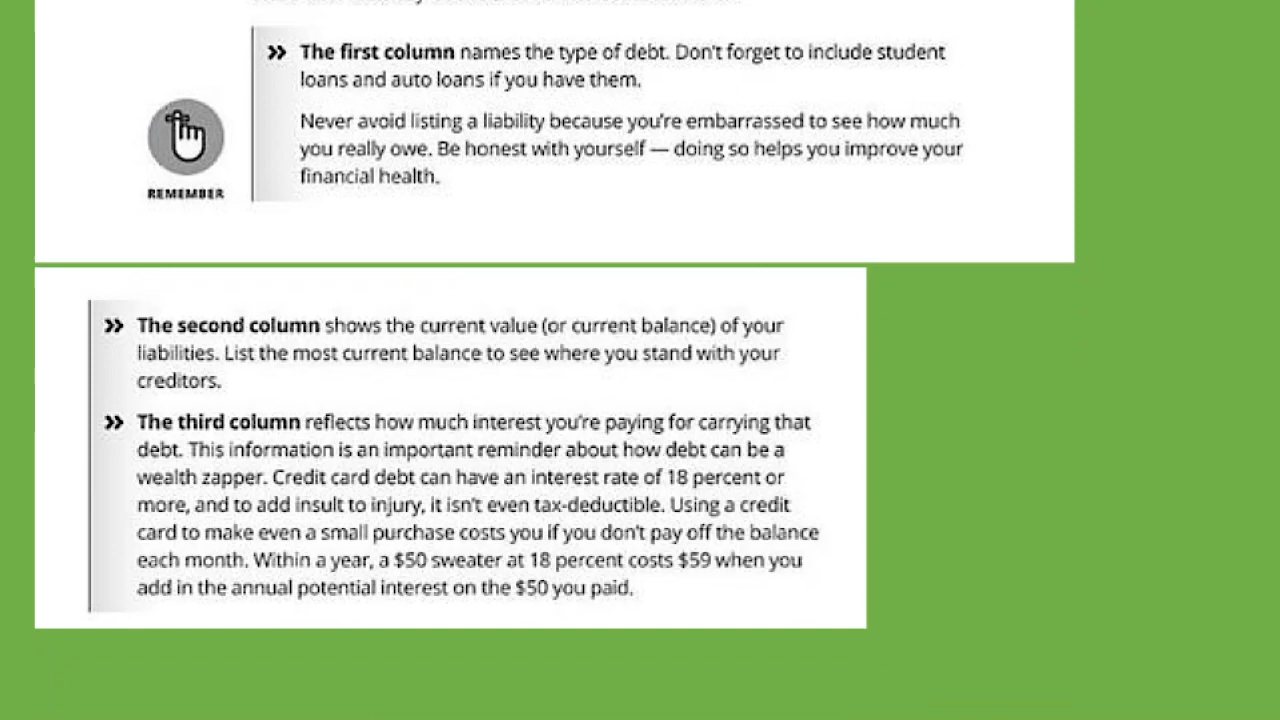 The first column names the type of debt. Don't forget to include student
loans and auto loans if you have them.
Never avoid listing a liability because you're embarrassed to see how much
you really owe. Be honest with yourself — doing so helps you improve your
financial health.
REMEMBER
The second column shows the current value (or current balance) of your
liabilities. List the most current balance to see where you stand with your
creditors.
The third column reflects how much interest you're paying for carrying that
debt. This information is an important reminder about how debt can be a
wealth zapper. Credit card debt can have an interest rate of 18 percent or
more, and to add insult to injury, it isn't even tax-deductible. Using a credit
card to make even a small purchase costs you if you don't pay off the balance
each month. Within a year, a $50 sweater at 18 percent costs $59 when you
add in the annual potential interest on the $50 you paid.